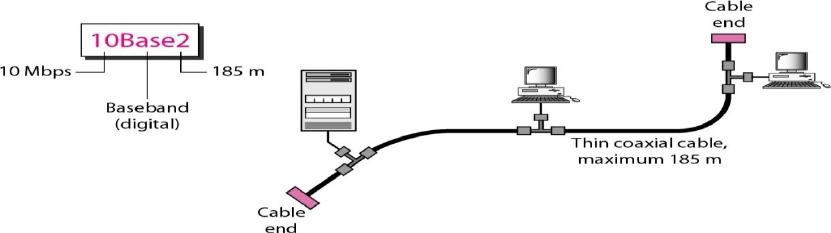 10Base2
10 Mbps
185 m
Baseband
(digital)
Cable
end
Thin coaxial cable,
maximum 185 m
Cable
end